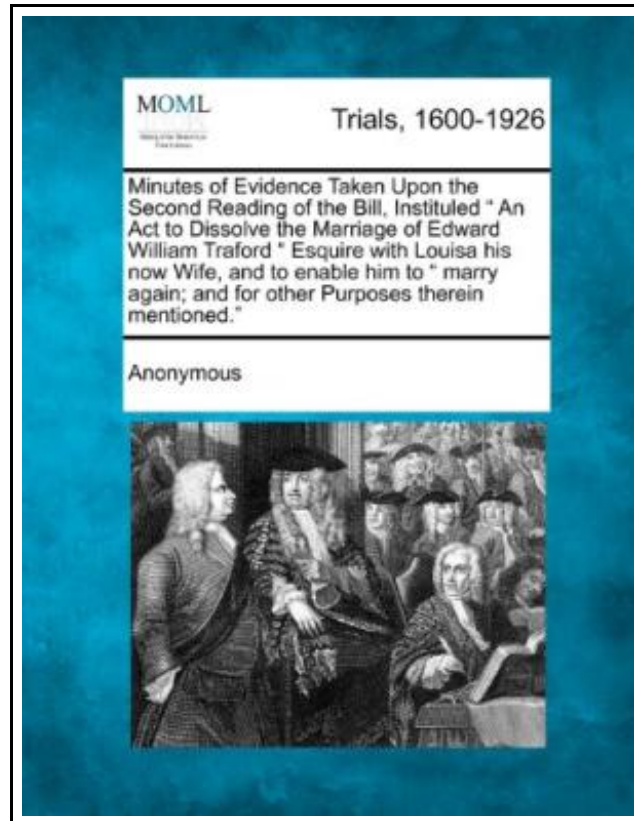 MOML
Trials, 1600-1926
Minutes of Evidence Taken Upon the
Second Reading of the Bill, Instituled “ An
Act to Dissolve the Marriage of Edward
William Traford “ Esquire with Louisa his
now Wife, and to enable him to “ marry
again; and for other Purposes therein
mentioned.”
Anonymous